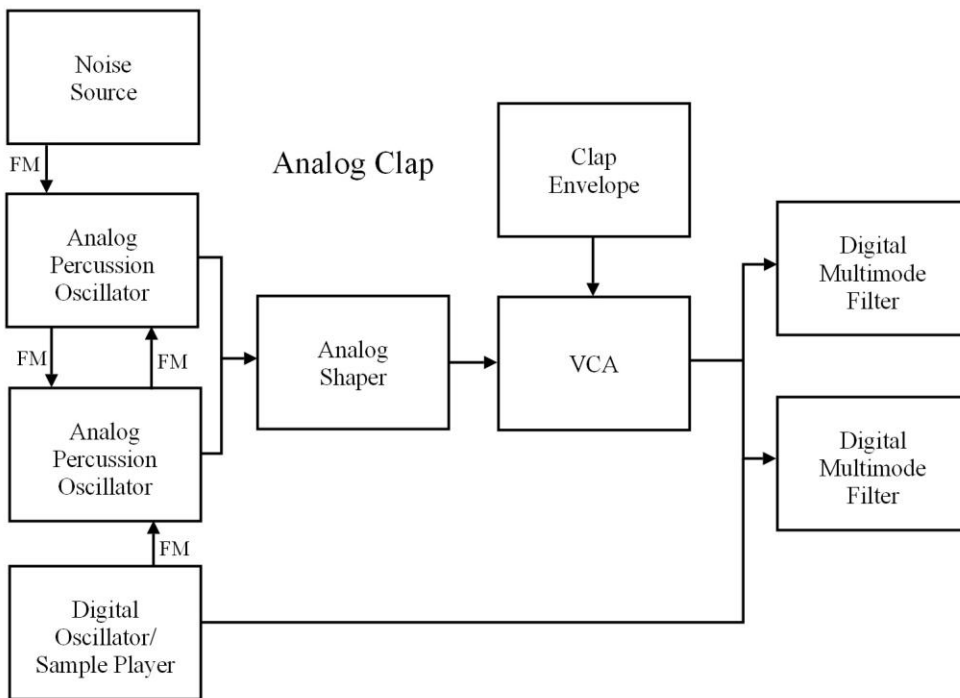 Noise
Source
FM
Analog Clap
Clap
Envelope
Analog
Percussion
Oscillator
Digital
Multimode
Filter
FM
FM
Analog
Shaper
VCA
Analog
Percussion
Oscillator
Digital
Multimode
Filter
FM
Digital
Oscillator/
Sample Player